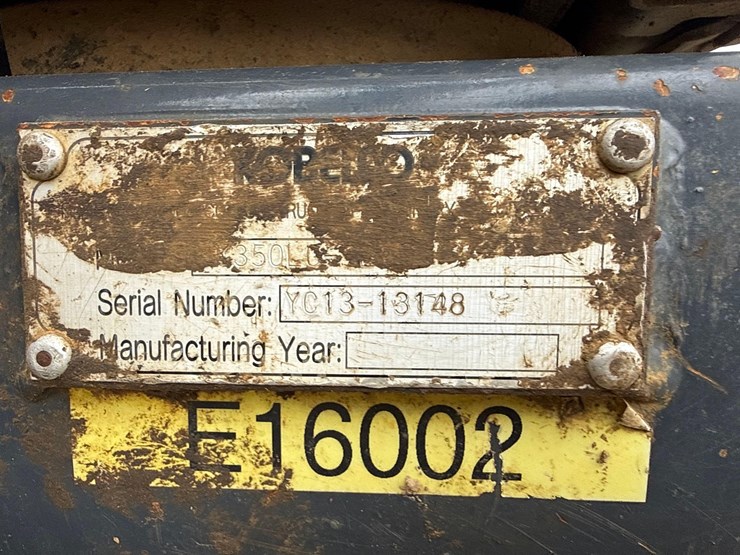 KOBELCO
350LC
Serial Number: YC13-13148
Manufacturing Year:
E16002